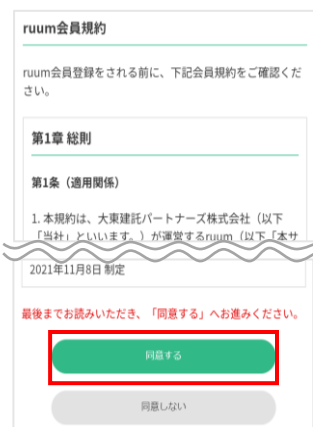 ruum会員規約
ruum会員登録をされる前に、下記会員規約をご確認くだ
さい。
第1章 総則
第1条（適用関係）
1. 本規約は、大東建託パートナーズ株式会社（以下
「当社」といいます。）が運営するruum（以下「本サ
2021年11月8日 制定
最後までお読みいただき、「同意する」へお進みください。
同意する
同意しない